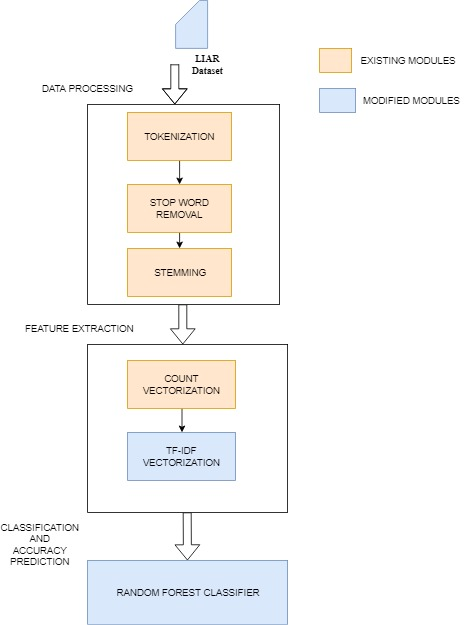 LIAR
Dataset
EXISTING MODULES
MODIFIED MODULES
DATA PROCESSING
TOKENIZATION
STOP WORD
REMOVAL
STEMMING
FEATURE EXTRACTION
COUNT
VECTORIZATION
TF-IDF
VECTORIZATION
CLASSIFICATION
AND
ACCURACY
PREDICTION
RANDOM FOREST CLASSIFIER